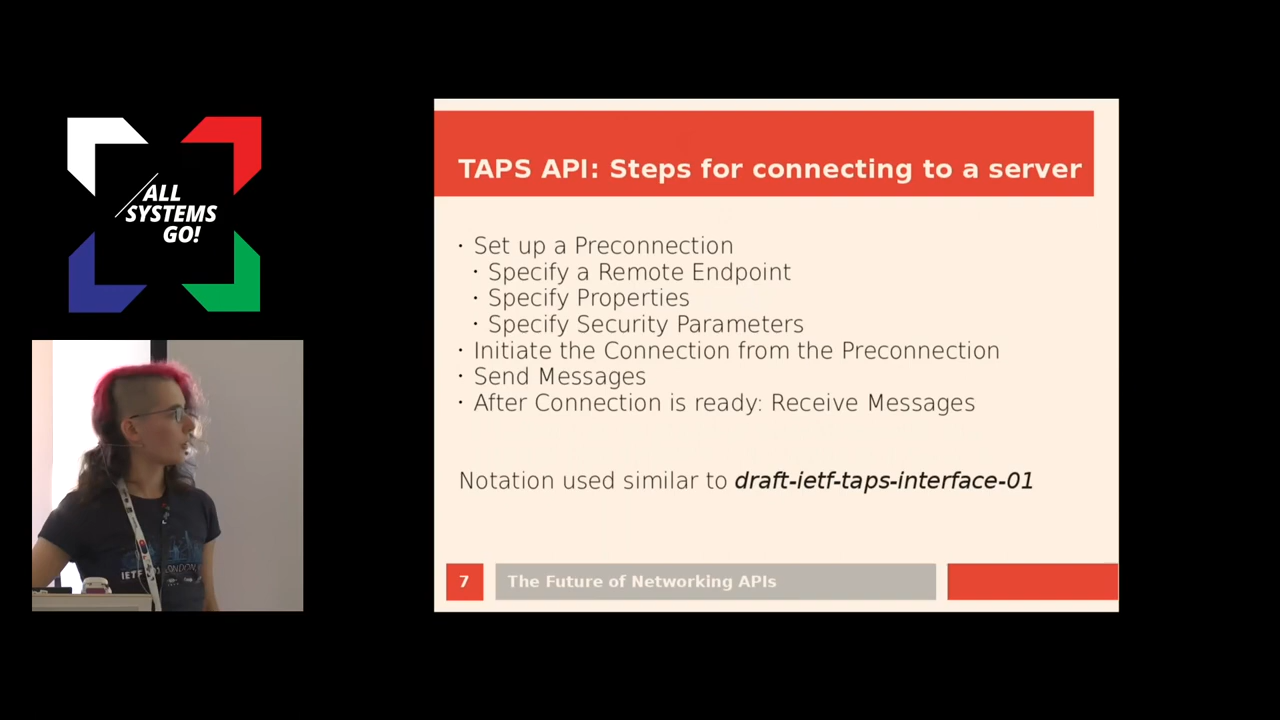 ALL
SYSTEMS
GO!
TAPS API: Steps for connecting to a server
· Set up a Preconnection
· Specify a Remote Endpoint
· Specify Properties
· Specify Security Parameters
· Initiate the Connection from the Preconnection
· Send Messages
· After Connection is ready: Receive Messages
Notation used similar to draft-ietf-taps-interface-01
7
The Future of Networking APIs
IETF
LONDON